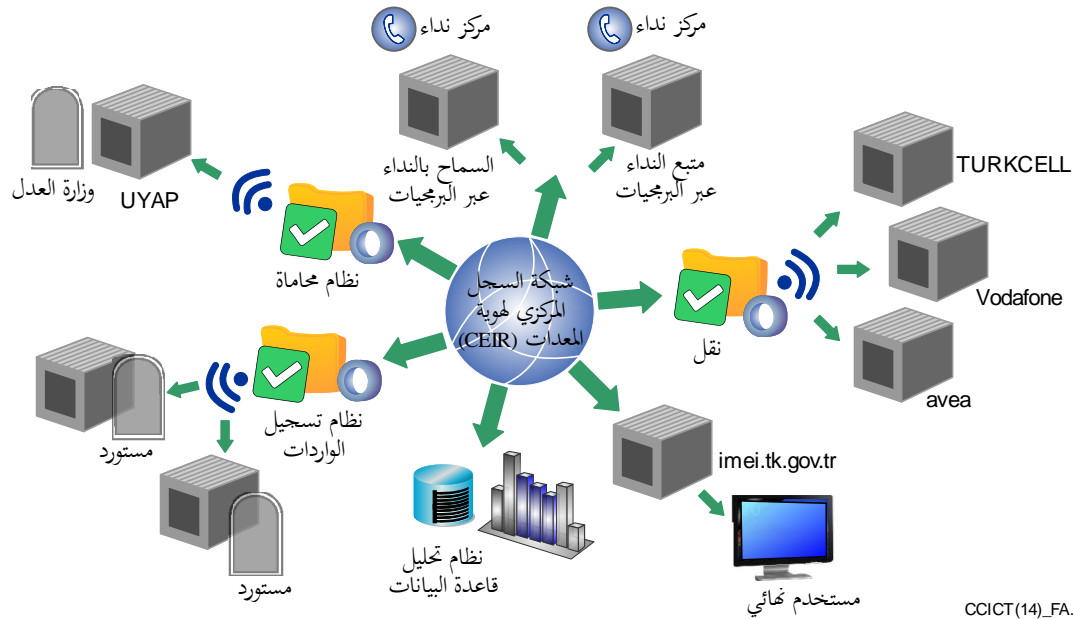 مركز نداء
مركز نداء
السماح بالنداء
عبر البرمجيات
متبع النداء
عبر البرمجيات
TURKCELL
وزارة العدل
UYAP
نظام محاماة
شبكة السجل
المركزي لهوية
المعدات (CEIR)
Vodafone
نقل
avea
نظام تسجيل
الواردات
مستورد
مستورد
imei.tk.gov.tr
نظام تحليل
قاعدة البيانات
مستخدم نهائي
CCICT(14)_FA.